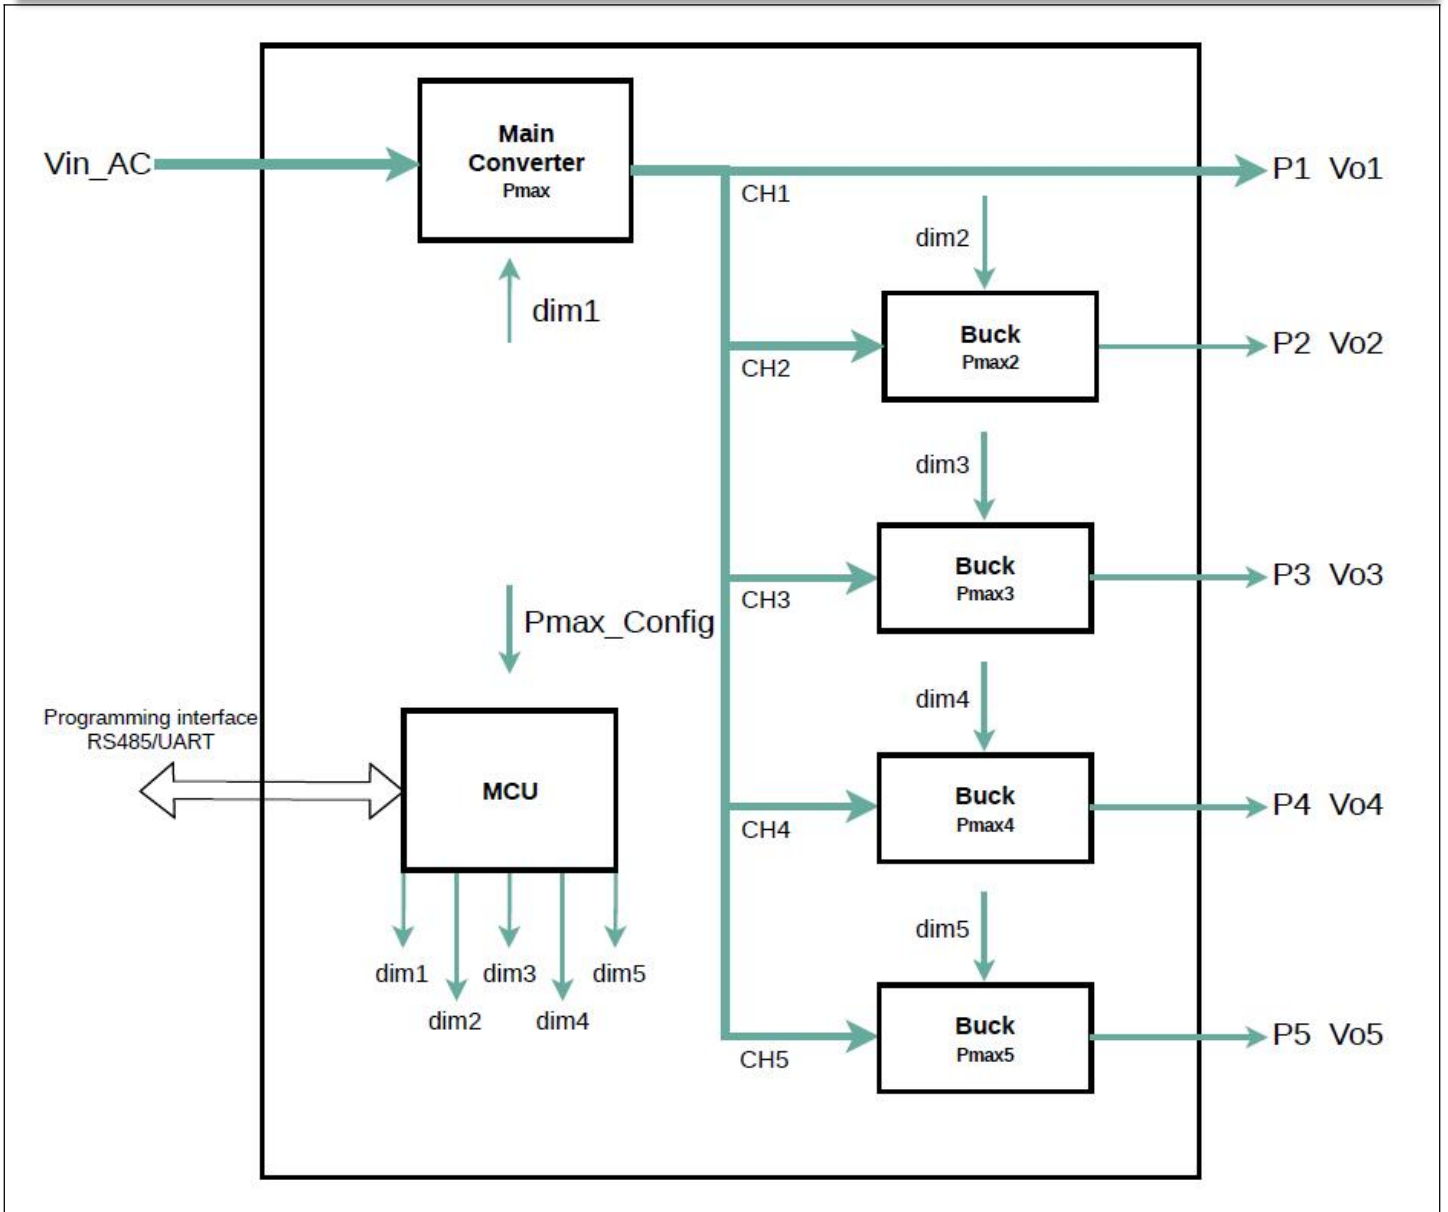 Main
Converter
Pmax
Vin_AC
CH1
P1 Vo1
dim2
dim1
Buck
Pmax2
P2 Vo2
CH2
dim3
Buck
Pmax3
P3 Vo3
CH3
Pmax_Config
dim4
Programming interface
RS485/UART
MCU
Buck
Pmax4
P4 Vo4
CH4
dim5
dim1
dim3
dim5
dim2
dim4
Buck
Pmax5
P5 Vo5
CH5